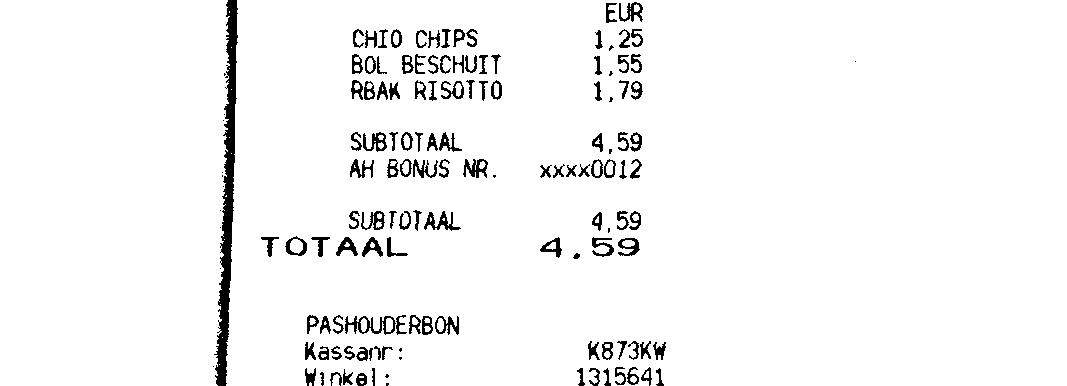 EUR
CHIO CHIPS 1,25
BOL BESCHUIT 1,55
RBAK RISOTTO 1,79
SUBTOTAAL 4,59
AH BONUS NR. xxxx0012
SUBTOTAAL 4,59
TOTAAL 4.59
PASHOUDERBON
Kassanr: K873KW
Winkel: 1315641